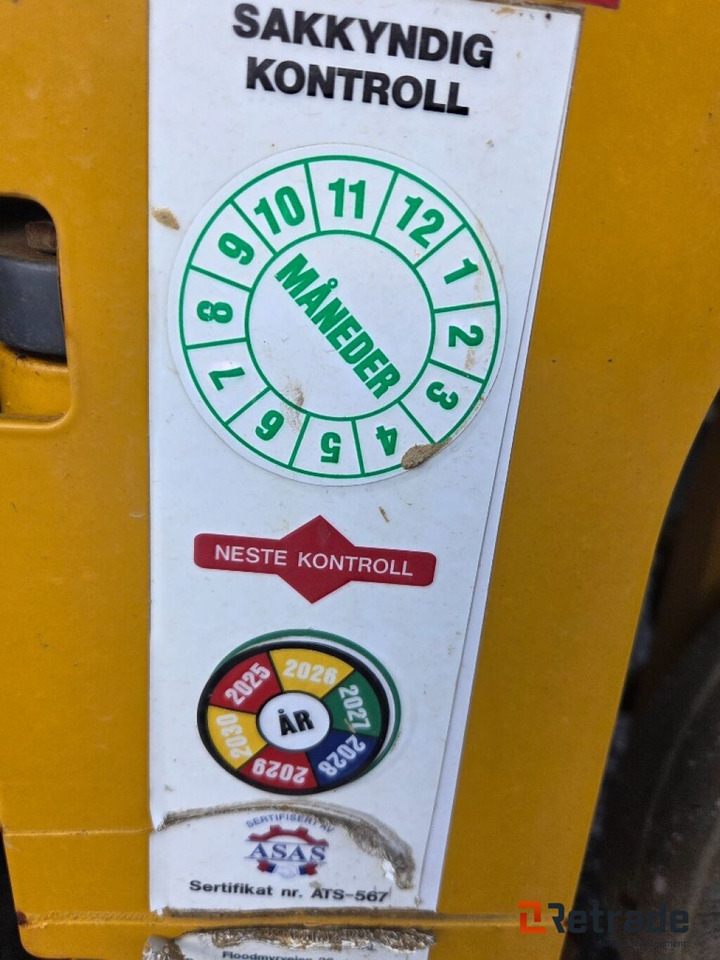 SAKKYNDIG
KONTROLL
1
2
3
4
5
6
7
8
9
10
11
12
MÅNEDER
NESTE KONTROLL
2025
2026
2027
2028
2029
2030
ÅR
SERTIFISERT AV
ASAS
Sertifikat nr. ATS-567
Retrade